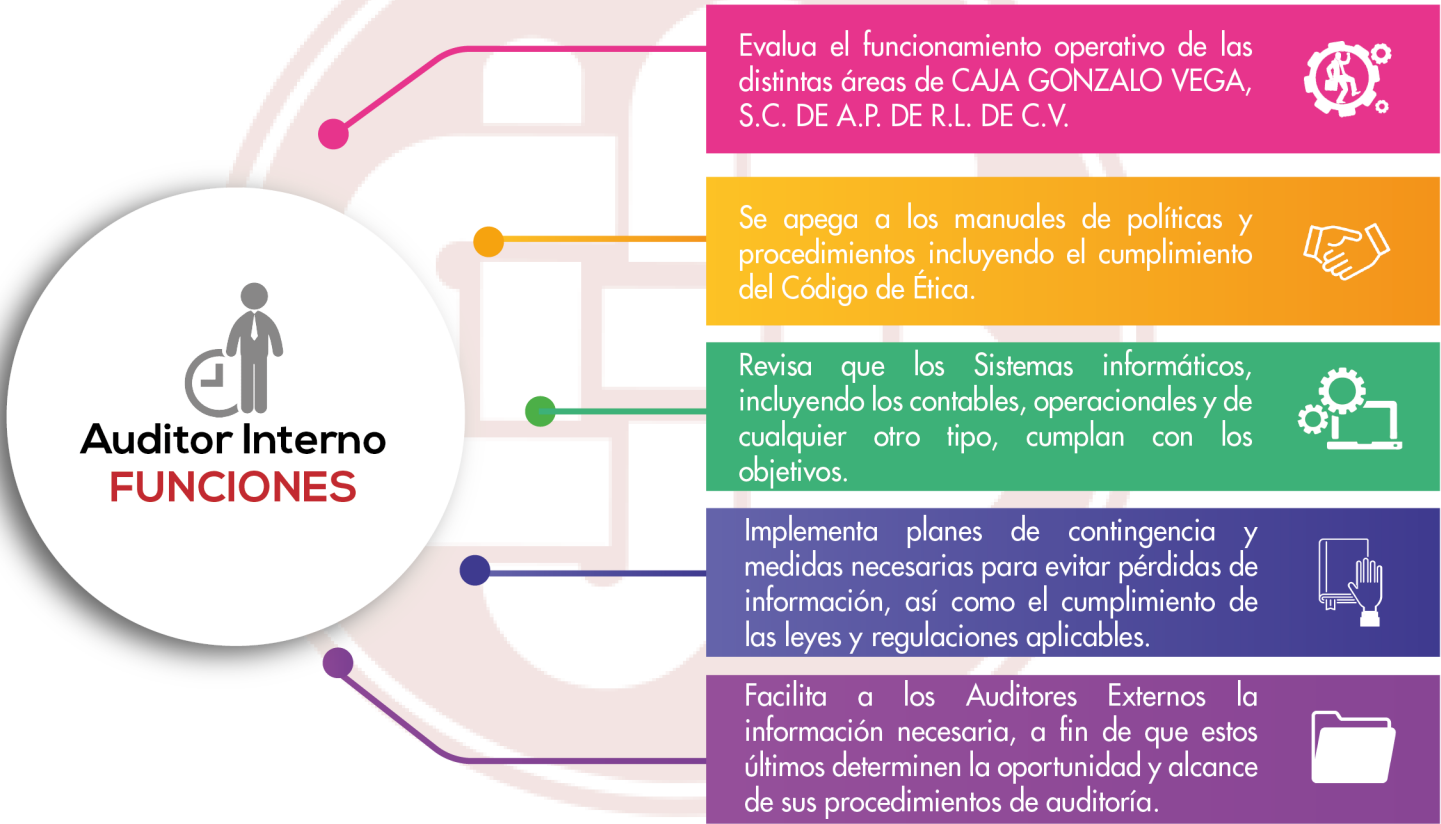 Auditor Interno
FUNCIONES
Evalua el funcionamiento operativo de las
distintas áreas de CAJA GONZALO VEGA,
S.C. DE A.P. DE R.L. DE C.V.
Se apega a los manuales de políticas y
procedimientos incluyendo el cumplimiento
del Código de Ética.
Revisa que los Sistemas informáticos,
incluyendo los contables, operacionales y de
cualquier otro tipo, cumplan con los
objetivos.
Implementa planes de contingencia y
medidas necesarias para evitar pérdidas de
información, así como el cumplimiento de
las leyes y regulaciones aplicables.
Facilita a los Auditores Externos la
información necesaria, a fin de que estos
últimos determinen la oportunidad y alcance
de sus procedimientos de auditoría.